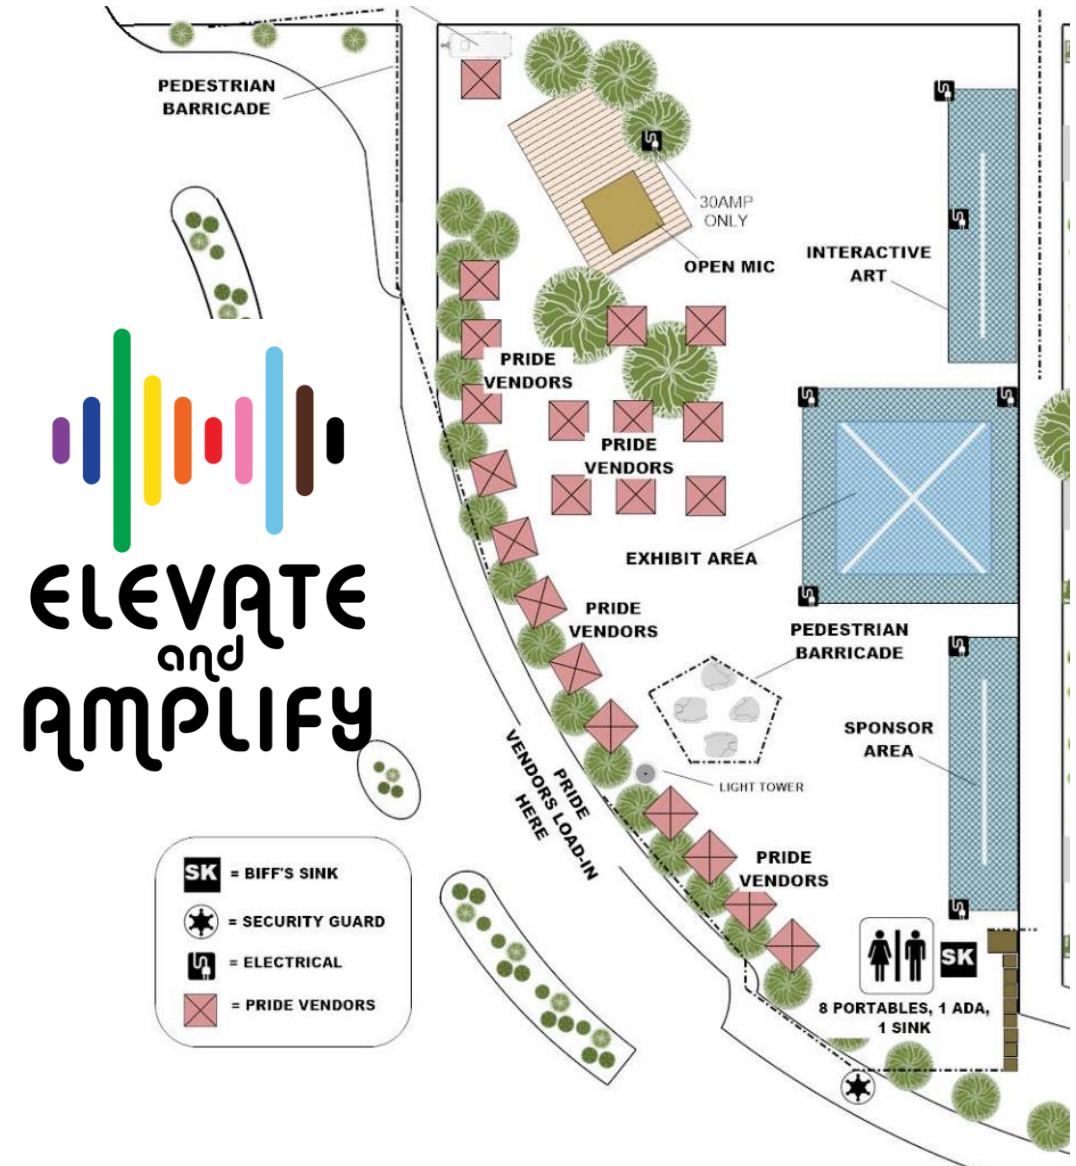 PEDESTRIAN
BARRICADE
30AMP
ONLY
OPEN MIC
INTERACTIVE
ART
PRIDE
VENDORS
PRIDE
VENDORS
EXHIBIT AREA
ELEVATE
and
AMPLIFY
PRIDE
VENDORS
PEDESTRIAN
BARRICADE
SPONSOR
AREA
LIGHT TOWER
PRIDE
VENDORS LOAD-IN
HERE
PRIDE
VENDORS
SK = BIFF'S SINK
= SECURITY GUARD
= ELECTRICAL
= PRIDE VENDORS
SK
8 PORTABLES, 1 ADA,
1 SINK